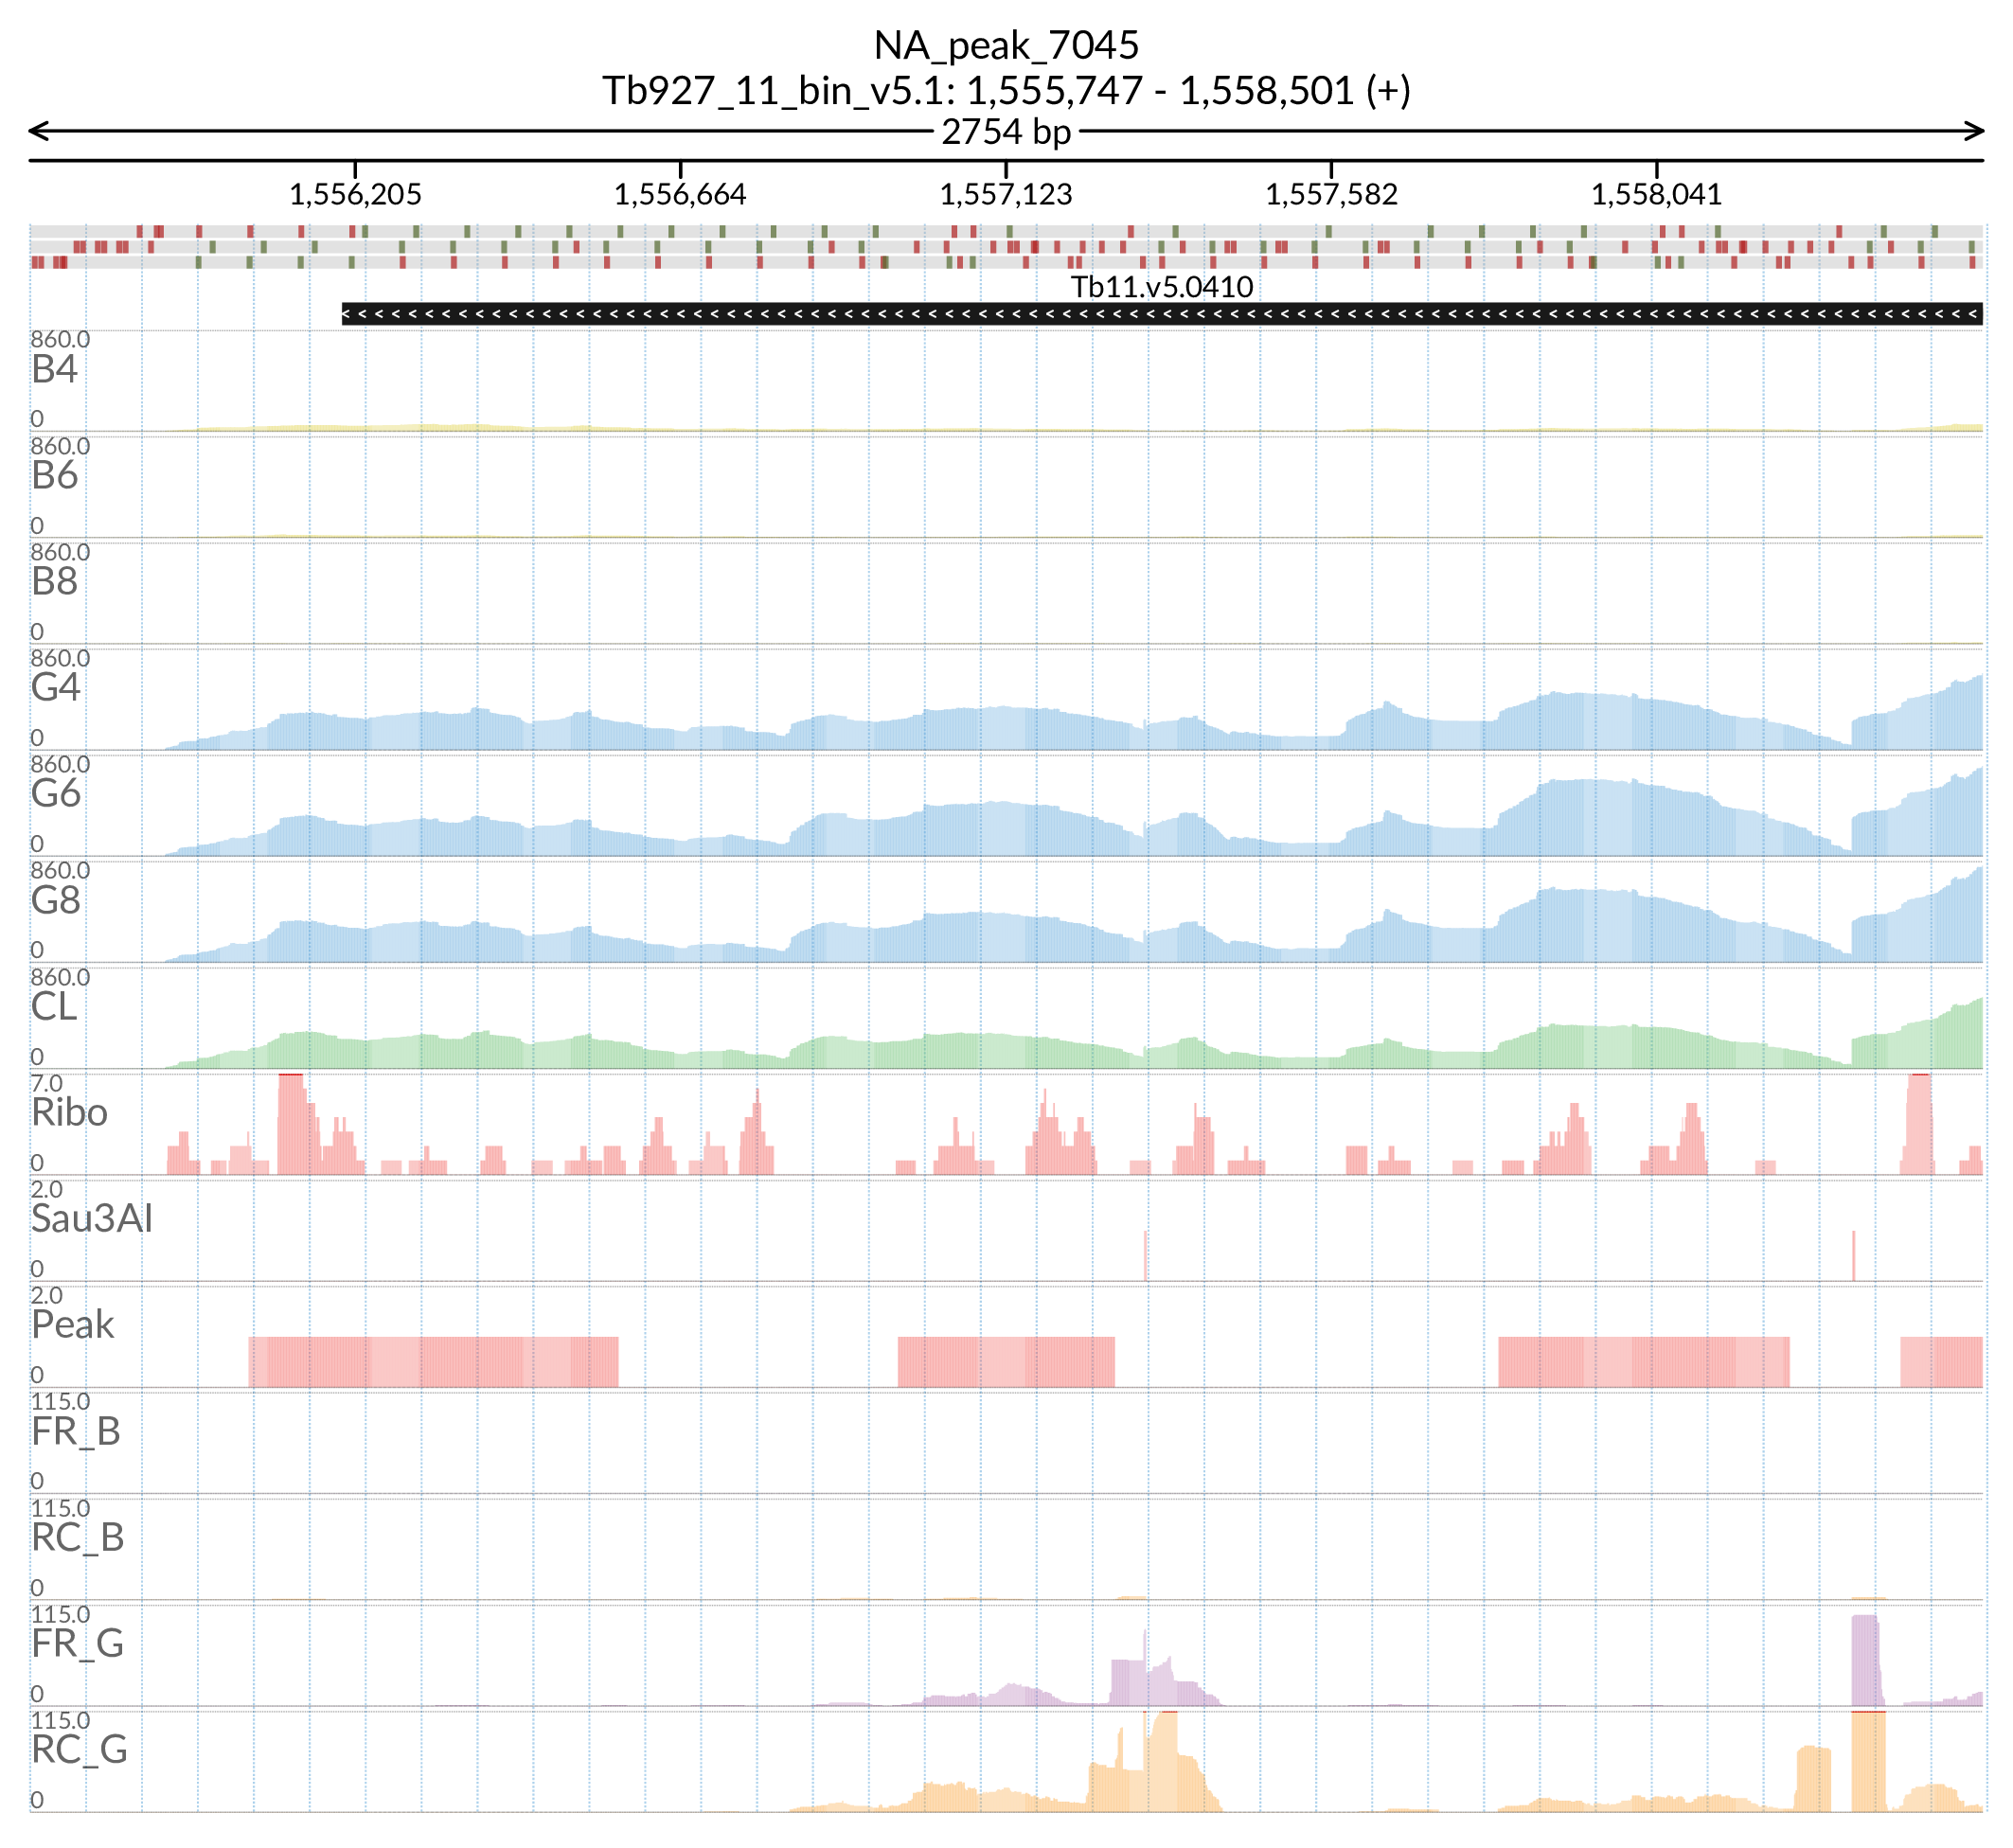 NA_peak_7045
Tb927_11_bin_v5.1: 1,555,747 - 1,558,501 (+)
2754 bp
1,556,205 1,556,664 1,557,123 1,557,582 1,558,041
Tb11.v5.0410
860.0
B4
0
860.0
B6
0
860.0
B8
0
860.0
G4
0
860.0
G6
0
860.0
G8
0
860.0
CL
0
7.0
Ribo
0
2.0
Sau3AI
0
2.0
Peak
0
115.0
FR_B
0
115.0
RC_B
0
115.0
FR_G
0
115.0
RC_G
0